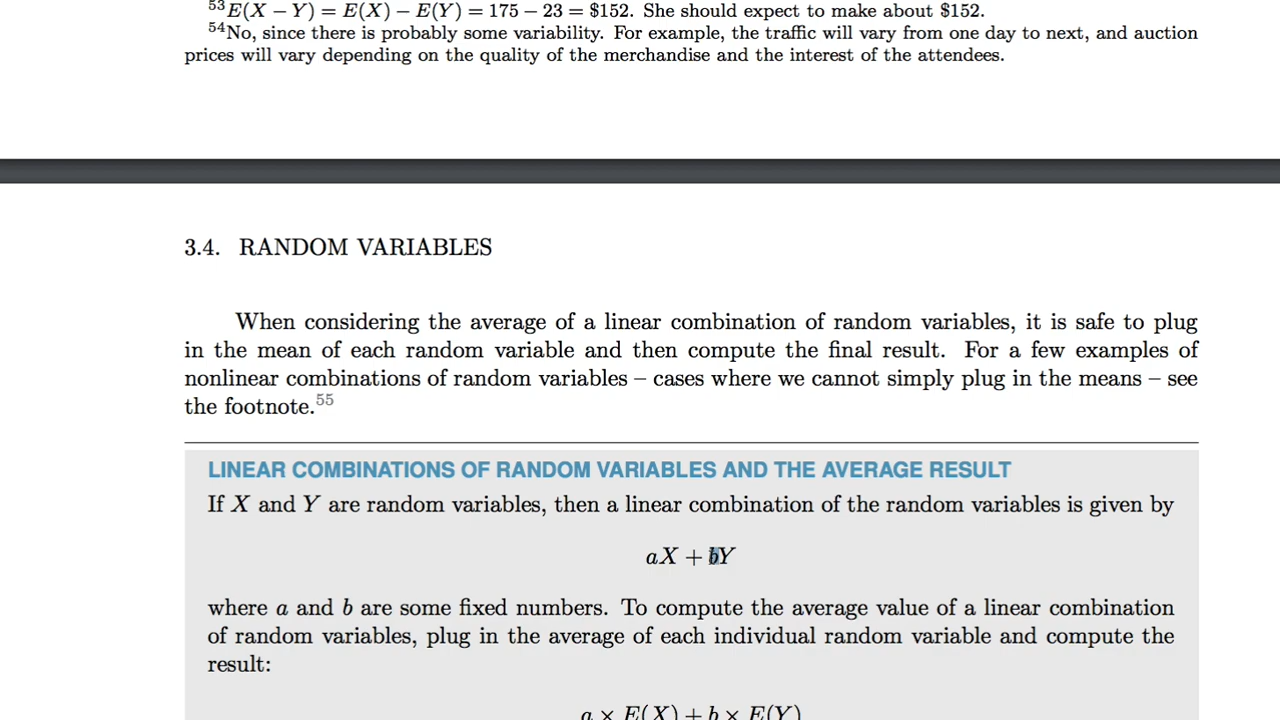 53E(X − Y) = E(X) − E(Y) = 175 − 23 = $152. She should expect to make about $152.
54No, since there is probably some variability. For example, the traffic will vary from one day to next, and auction
prices will vary depending on the quality of the merchandise and the interest of the attendees.
3.4. RANDOM VARIABLES
When considering the average of a linear combination of random variables, it is safe to plug
in the mean of each random variable and then compute the final result. For a few examples of
nonlinear combinations of random variables – cases where we cannot simply plug in the means – see
the footnote.55
LINEAR COMBINATIONS OF RANDOM VARIABLES AND THE AVERAGE RESULT
If X and Y are random variables, then a linear combination of the random variables is given by
aX + bY
where a and b are some fixed numbers. To compute the average value of a linear combination
of random variables, plug in the average of each individual random variable and compute the
result:
a × E(X) + b × E(Y)